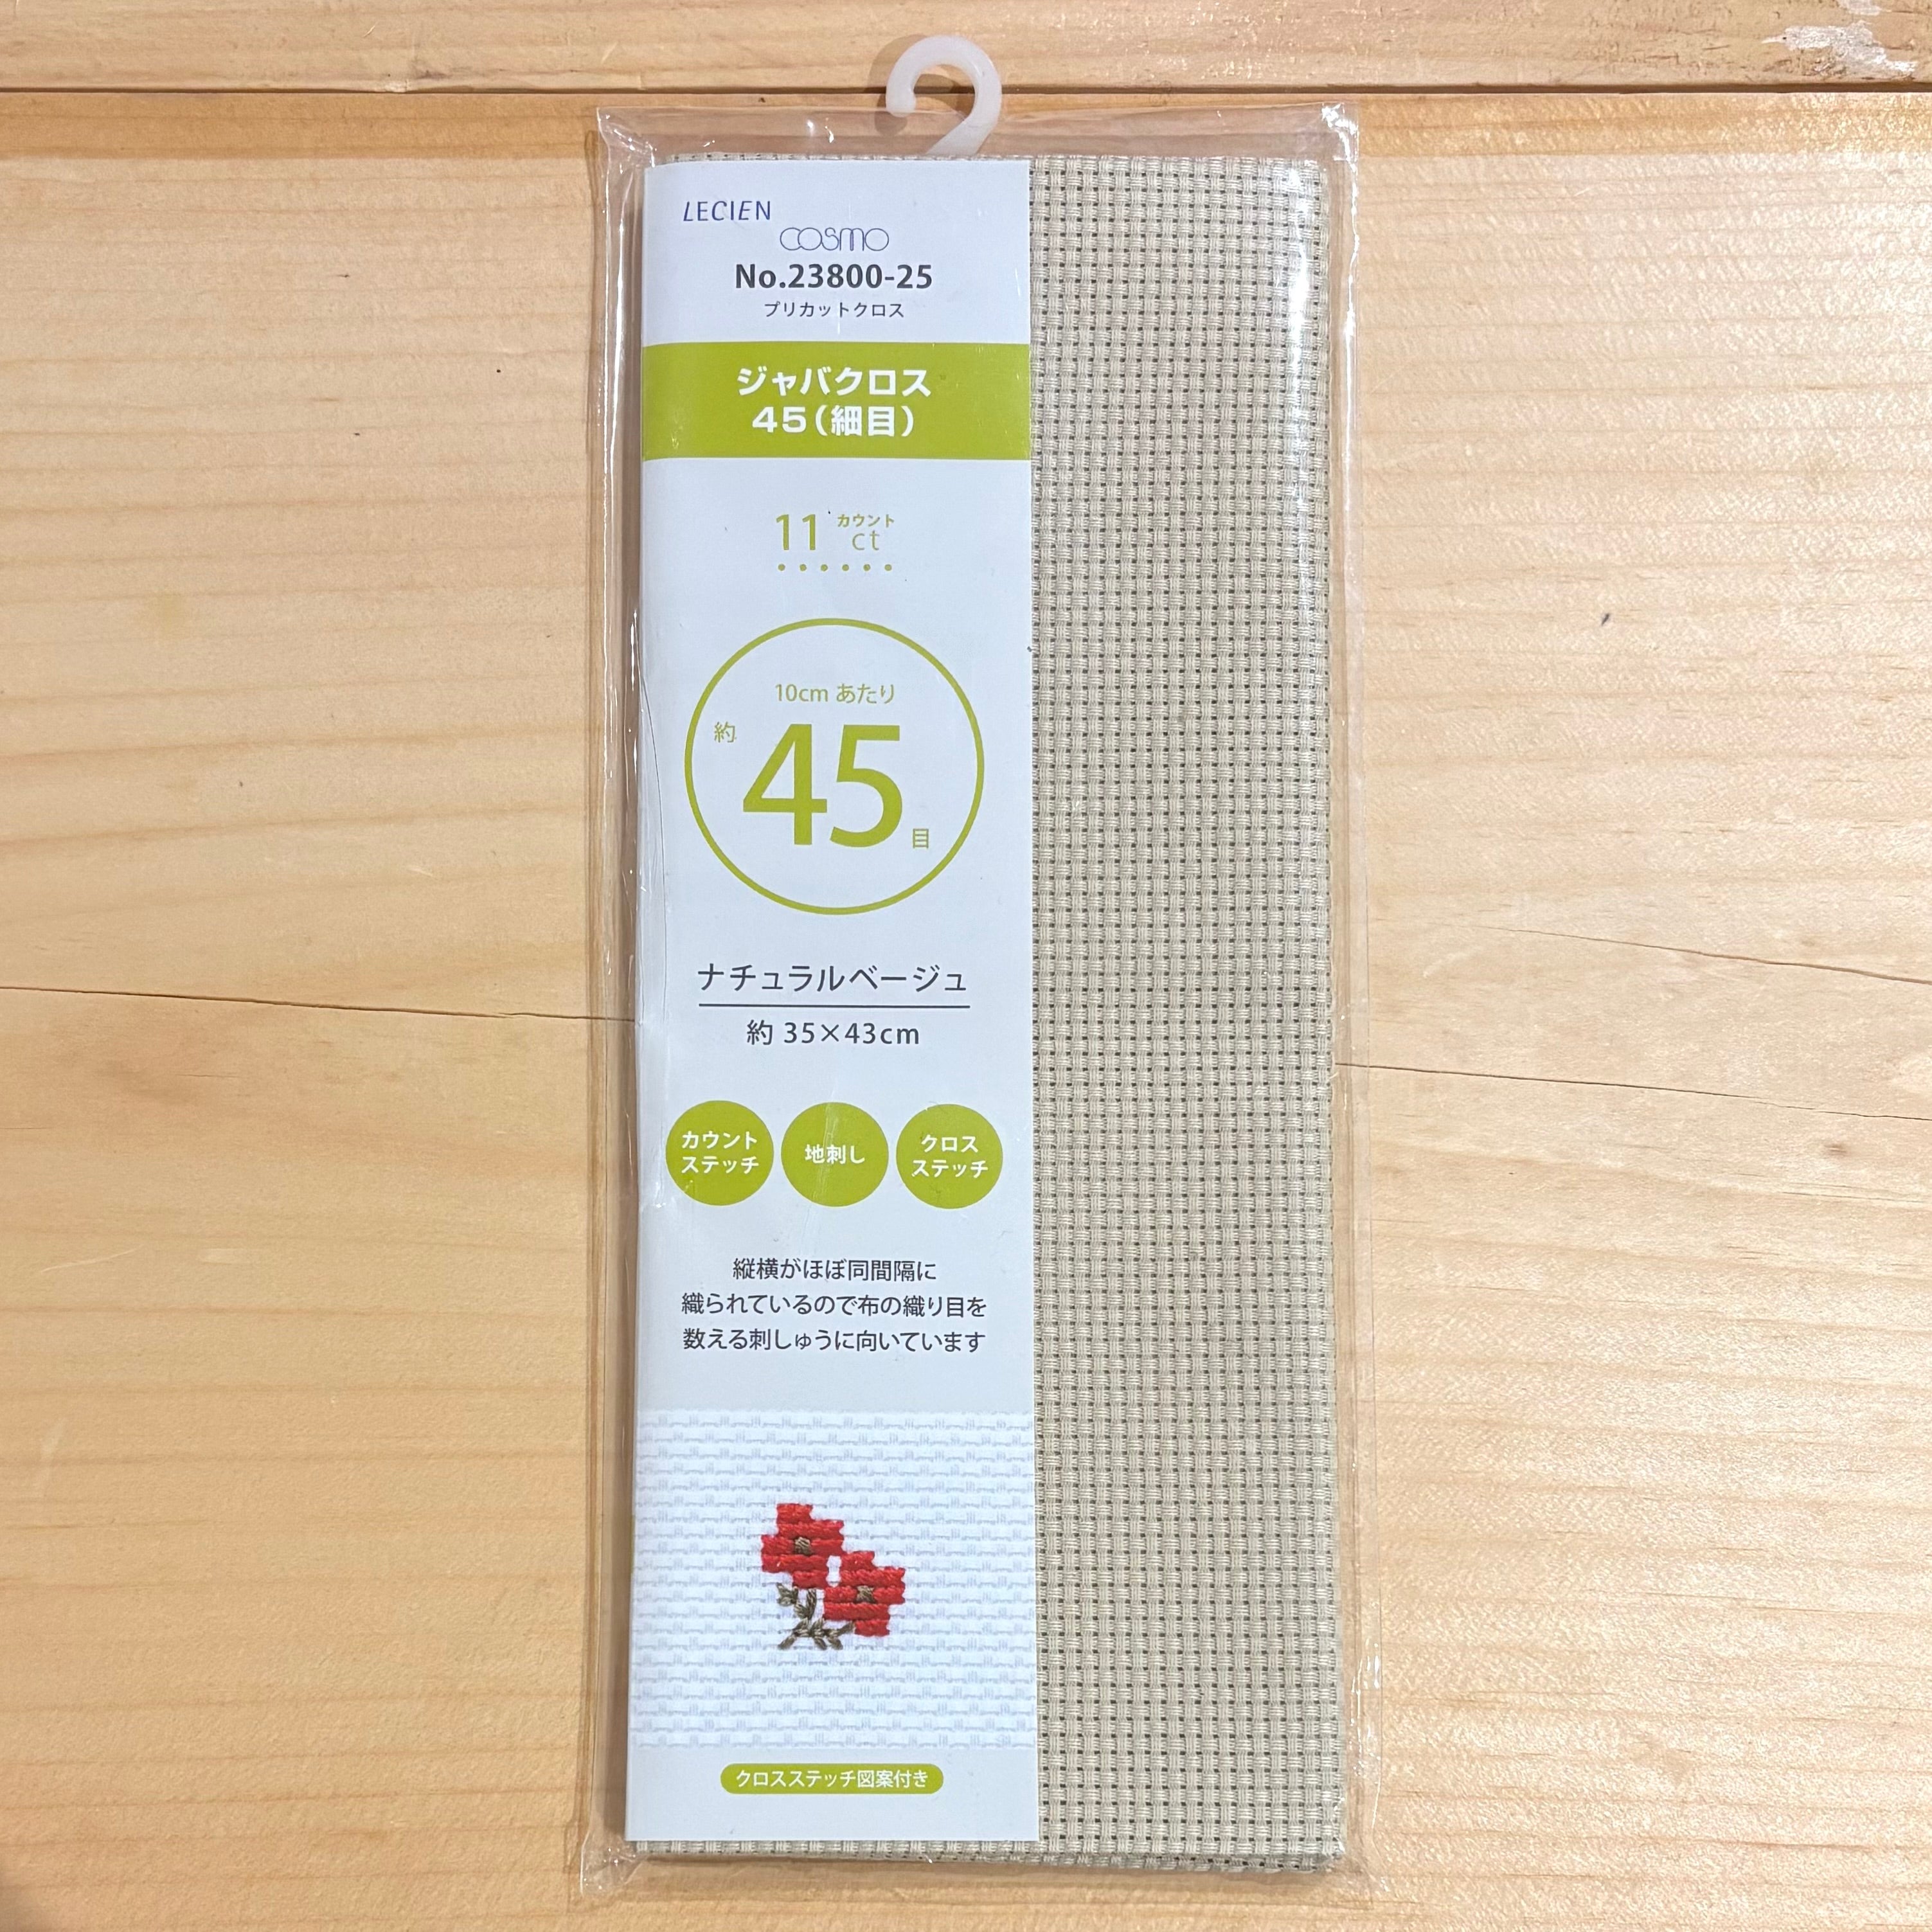 LECIEN
COSMO
No.23800-25
プリカットクロス
ジャバクロス
45(細目)
11 カウント
ct
10cm あたり
約 45 目
ナチュラルベージュ
約 35×43cm
カウント
ステッチ
地刺し
クロス
ステッチ
縦横がほぼ同間隔に
織られているので布の織り目を
数える刺しゅうに向いています
クロスステッチ図案付き